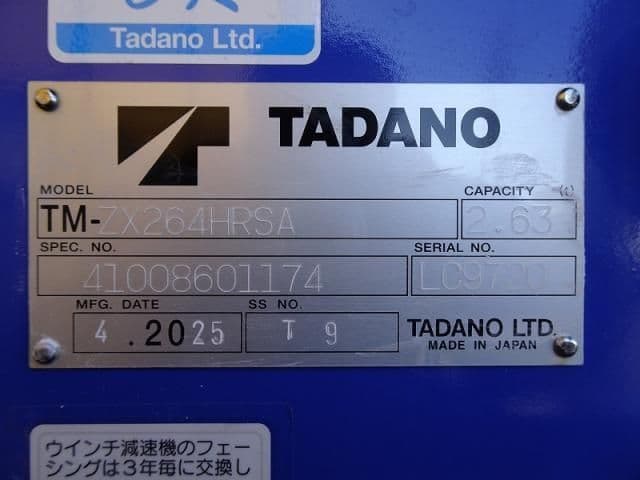 Tadano Ltd.
TADANO
MODEL
CAPACITY (t)
TM-ZX264HRSA
2.63
SPEC. NO.
SERIAL NO.
41008601174
MFG. DATE
SS NO.
4 .2025
T 9
TADANO LTD.
MADE IN JAPAN
ウインチ減速機のフェー
シングは3年毎に交換し